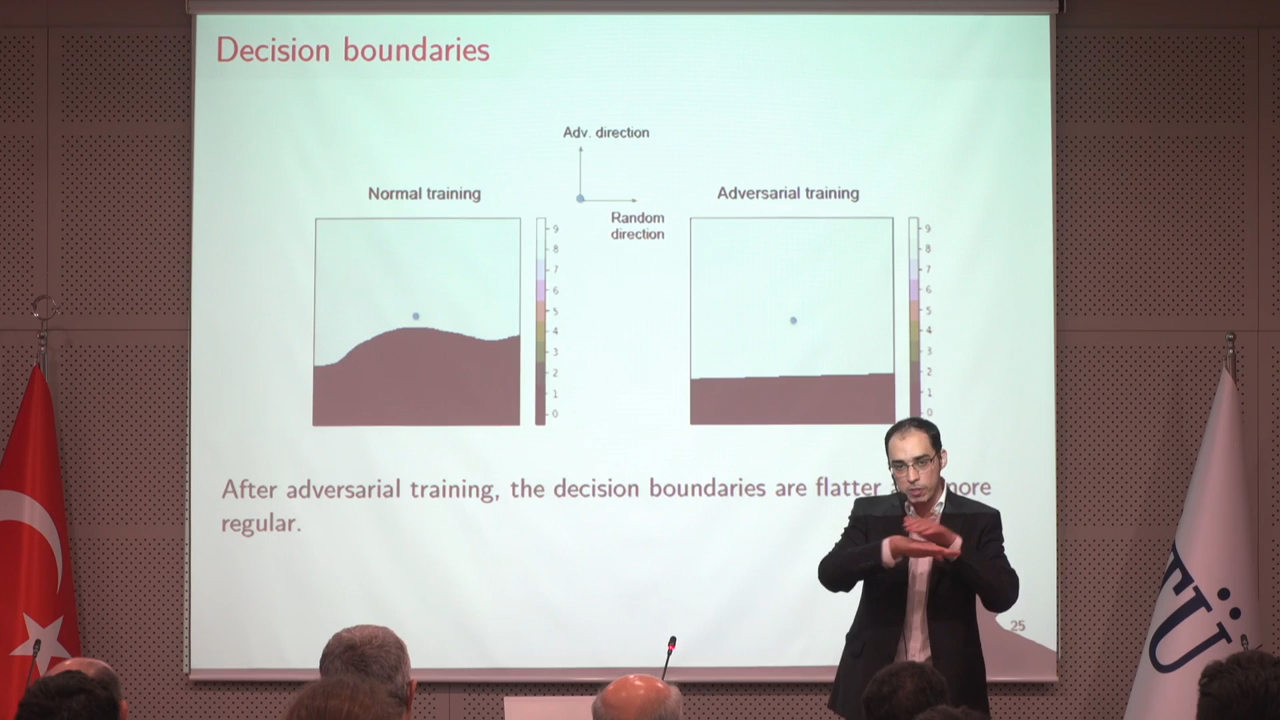 Decision boundaries
Adv. direction
Normal training
Adversarial training
Random
direction
9
8
7
6
5
4
3
2
1
0
9
8
7
6
5
4
3
2
1
0
After adversarial training, the decision boundaries are flatter more
regular.
25
TÜ